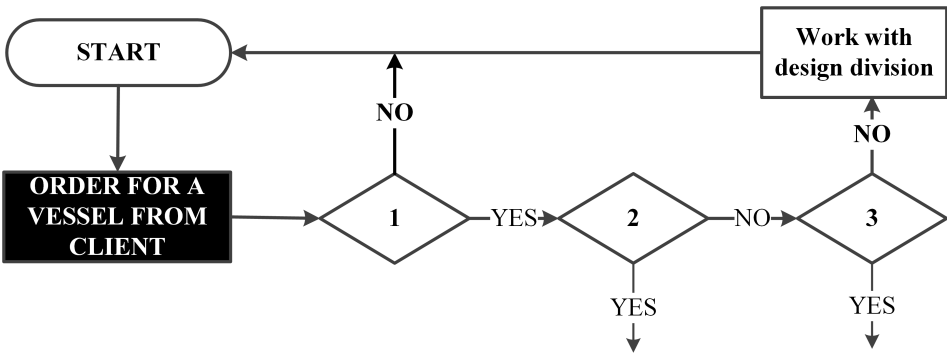 START
Work with
design division
NO
NO
ORDER FOR A
VESSEL FROM
CLIENT
1
YES
2
NO
3
YES
YES